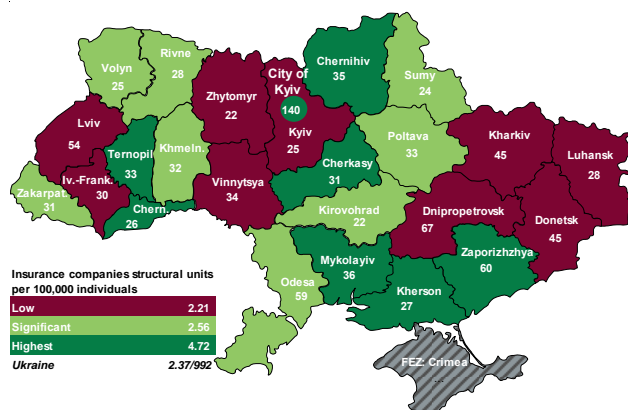 Volyn
25
Rivne
28
Zhytomyr
22
City of
Kyiv
140
Kyiv
25
Chernihiv
35
Sumy
24
Lviv
54
Ternopil
33
Khmeln.
32
Poltava
33
Kharkiv
45
Luhansk
28
Cherkasy
31
Zakarpat.
31
Iv.-Frank.
30
Chern.
26
Vinnytsya
34
Kirovohrad
22
Dnipropetrovsk
67
Donetsk
45
Zaporizhzhya
60
Mykolayiv
36
Odesa
59
Kherson
27
FEZ: Crimea
...
Insurance companies structural units
per 100,000 individuals
Low 2.21
Significant 2.56
Highest 4.72
Ukraine 2.37/992